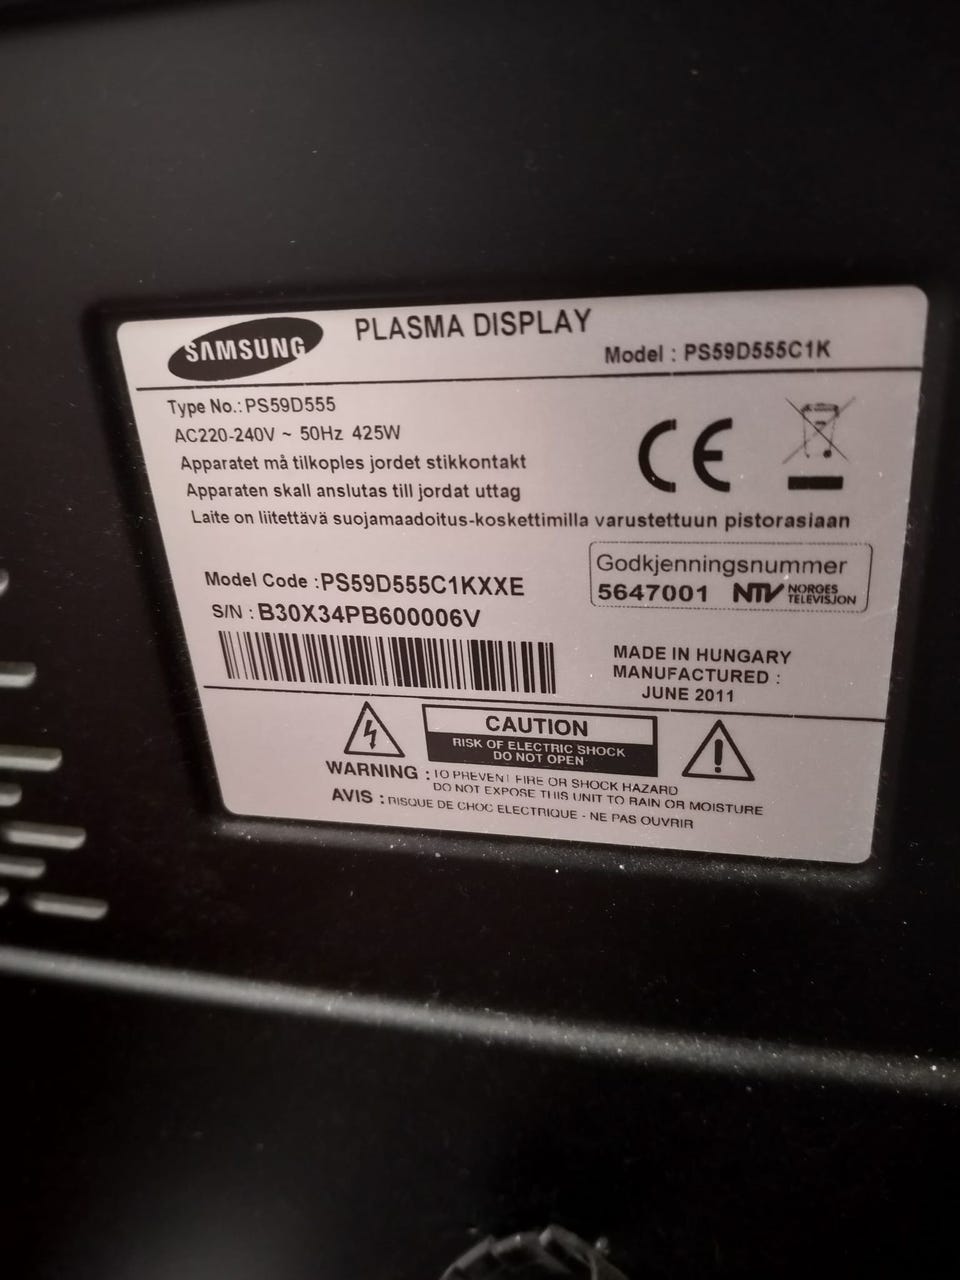 SAMSUNG
PLASMA DISPLAY
Model : PS59D555C1K
Type No.: PS59D555
AC220-240V ~ 50Hz 425W
Apparatet må tilkoples jordet stikkontakt
Apparaten skall anslutas till jordat uttag
Laite on liitettävä suojamaadoitus-koskettimilla varustettuun pistorasiaan
CE
Model Code : PS59D555C1KXXE
S/N : B30X34PB600006V
Godkjenningsnummer
5647001 NTV NORGES
TELEVISJON
MADE IN HUNGARY
MANUFACTURED :
JUNE 2011
CAUTION
RISK OF ELECTRIC SHOCK
DO NOT OPEN
WARNING : TO PREVENT FIRE OR SHOCK HAZARD
DO NOT EXPOSE THIS UNIT TO RAIN OR MOISTURE
AVIS : RISQUE DE CHOC ELECTRIQUE - NE PAS OUVRIR